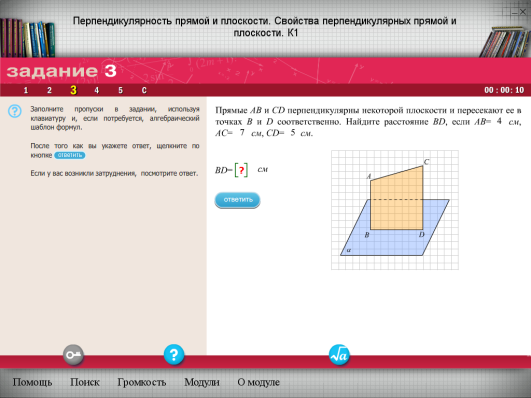 Перпендикулярность прямой и плоскости. Свойства перпендикулярных прямой и
плоскости. К1
задание 3
1 2 3 4 5 С
00 : 00 : 10
Заполните пропуски в задании, используя
клавиатуру и, если потребуется, алгебраический
шаблон формул.
После того как вы укажете ответ, щелкните по
кнопке ответить
Если у вас возникли затруднения, посмотрите ответ.
Прямые AB и CD перпендикулярны некоторой плоскости и пересекают ее в
точках B и D соответственно. Найдите расстояние BD, если AB= 4 см,
AC= 7 см, CD= 5 см.
BD=[?] см
ответить
C
A
B
D
α
?
√a
Помощь Поиск Громкость Модули О модуле